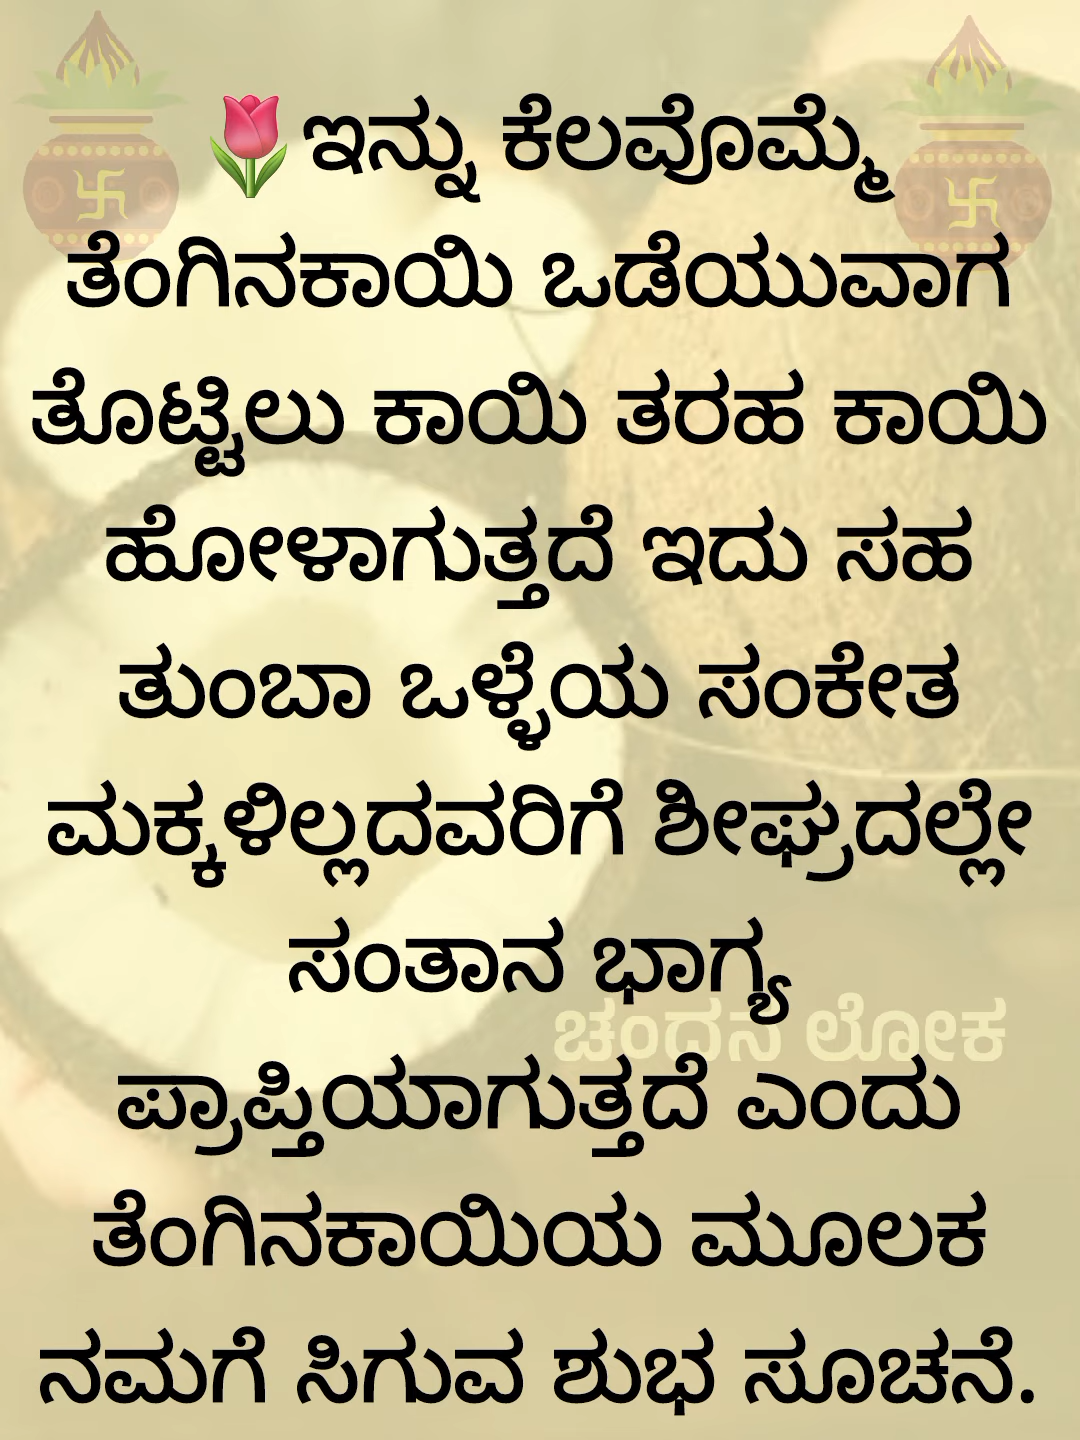 🌷ಇನ್ನು ಕೆಲವೊಮ್ಮೆ
ತೆಂಗಿನಕಾಯಿ ಒಡೆಯುವಾಗ
ತೊಟ್ಟಿಲು ಕಾಯಿ ತರಹ ಕಾಯಿ
ಹೋಳಾಗುತ್ತದೆ ಇದು ಸಹ
ತುಂಬಾ ಒಳ್ಳೆಯ ಸಂಕೇತ
ಮಕ್ಕಳಿಲ್ಲದವರಿಗೆ ಶೀಘ್ರದಲ್ಲೇ
ಸಂತಾನ ಭಾಗ್ಯ
ಚಂದನ ಲೋಕ
ಪ್ರಾಪ್ತಿಯಾಗುತ್ತದೆ ಎಂದು
ತೆಂಗಿನಕಾಯಿಯ ಮೂಲಕ
ನಮಗೆ ಸಿಗುವ ಶುಭ ಸೂಚನೆ.